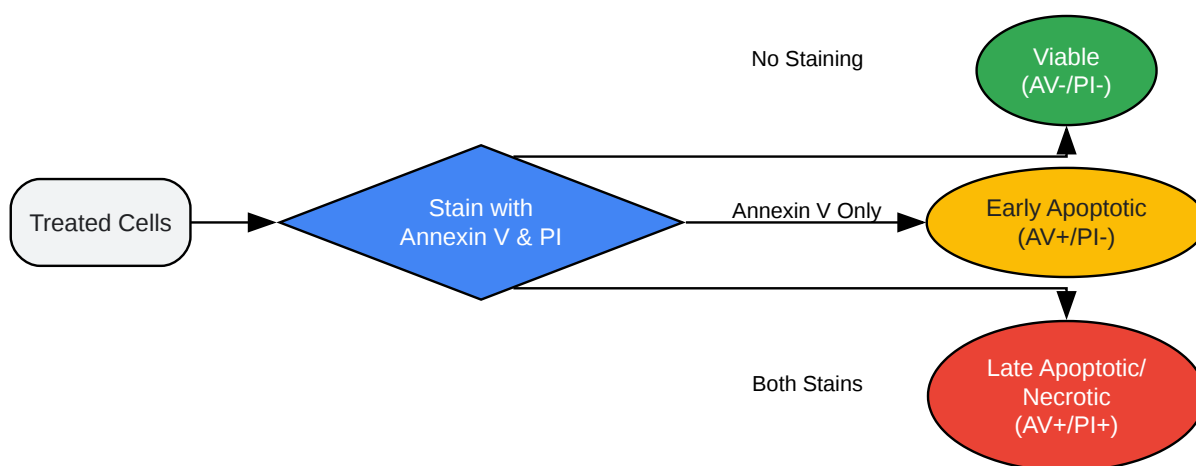 No Staining
Viable
(AV-/PI-)
Treated Cells
Stain with
Annexin V & PI
Annexin V Only
Early Apoptotic
(AV+/PI-)
Both Stains
Late Apoptotic/
Necrotic
(AV+/PI+)